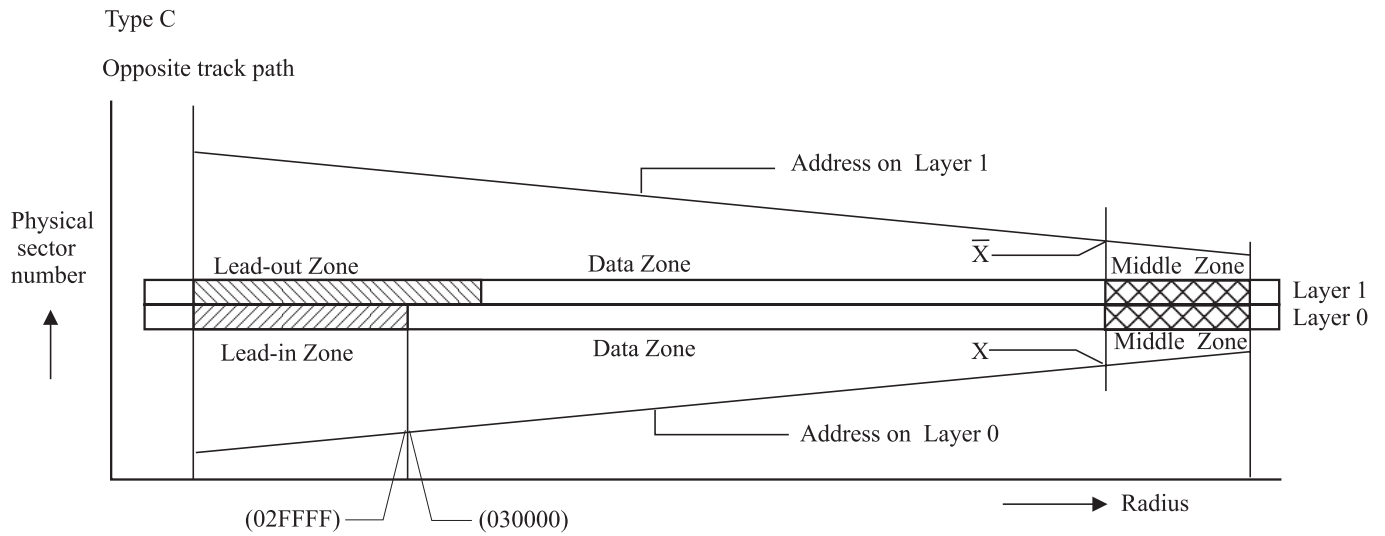 Type C
Opposite track path
Address on Layer 1
Physical
sector
number
X̅
Lead-out Zone
Data Zone
Middle Zone
Layer 1
Layer 0
Lead-in Zone
Data Zone
X
Middle Zone
Address on Layer 0
Radius
(02FFFF)
(030000)